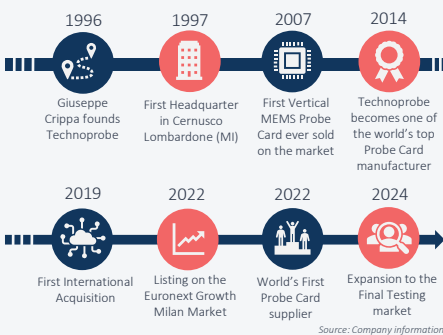 1996
1997
2007
2014
Giuseppe
Crippa founds
Technoprobe
First Headquarter
in Cernusco
Lombardone (MI)
First Vertical
MEMS Probe
Card ever sold
on the market
Technoprobe
becomes one of
the world's top
Probe Card
manufacturer
2019
2022
2022
2024
First International
Acquisition
Listing on the
Euronext Growth
Milan Market
World's First
Probe Card
supplier
Expansion to the
Final Testing
market
Source: Company information